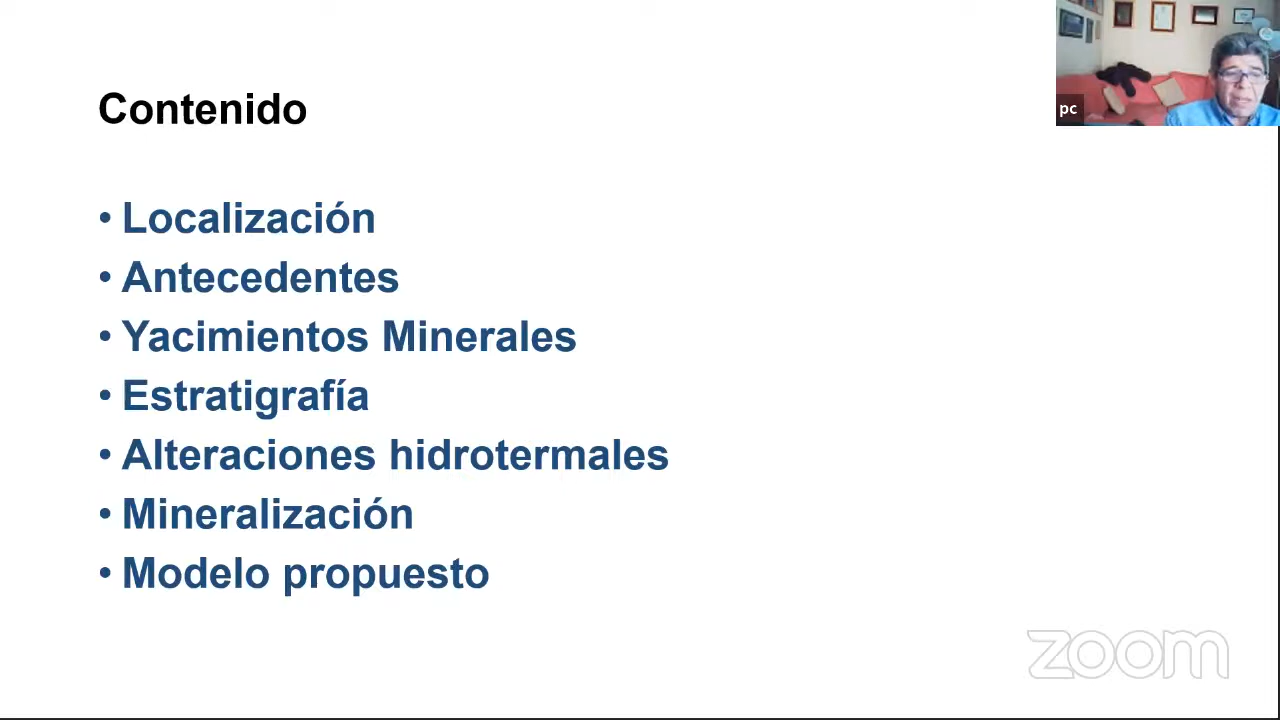 pc
Contenido
• Localización
• Antecedentes
• Yacimientos Minerales
• Estratigrafía
• Alteraciones hidrotermales
• Mineralización
• Modelo propuesto
zoom